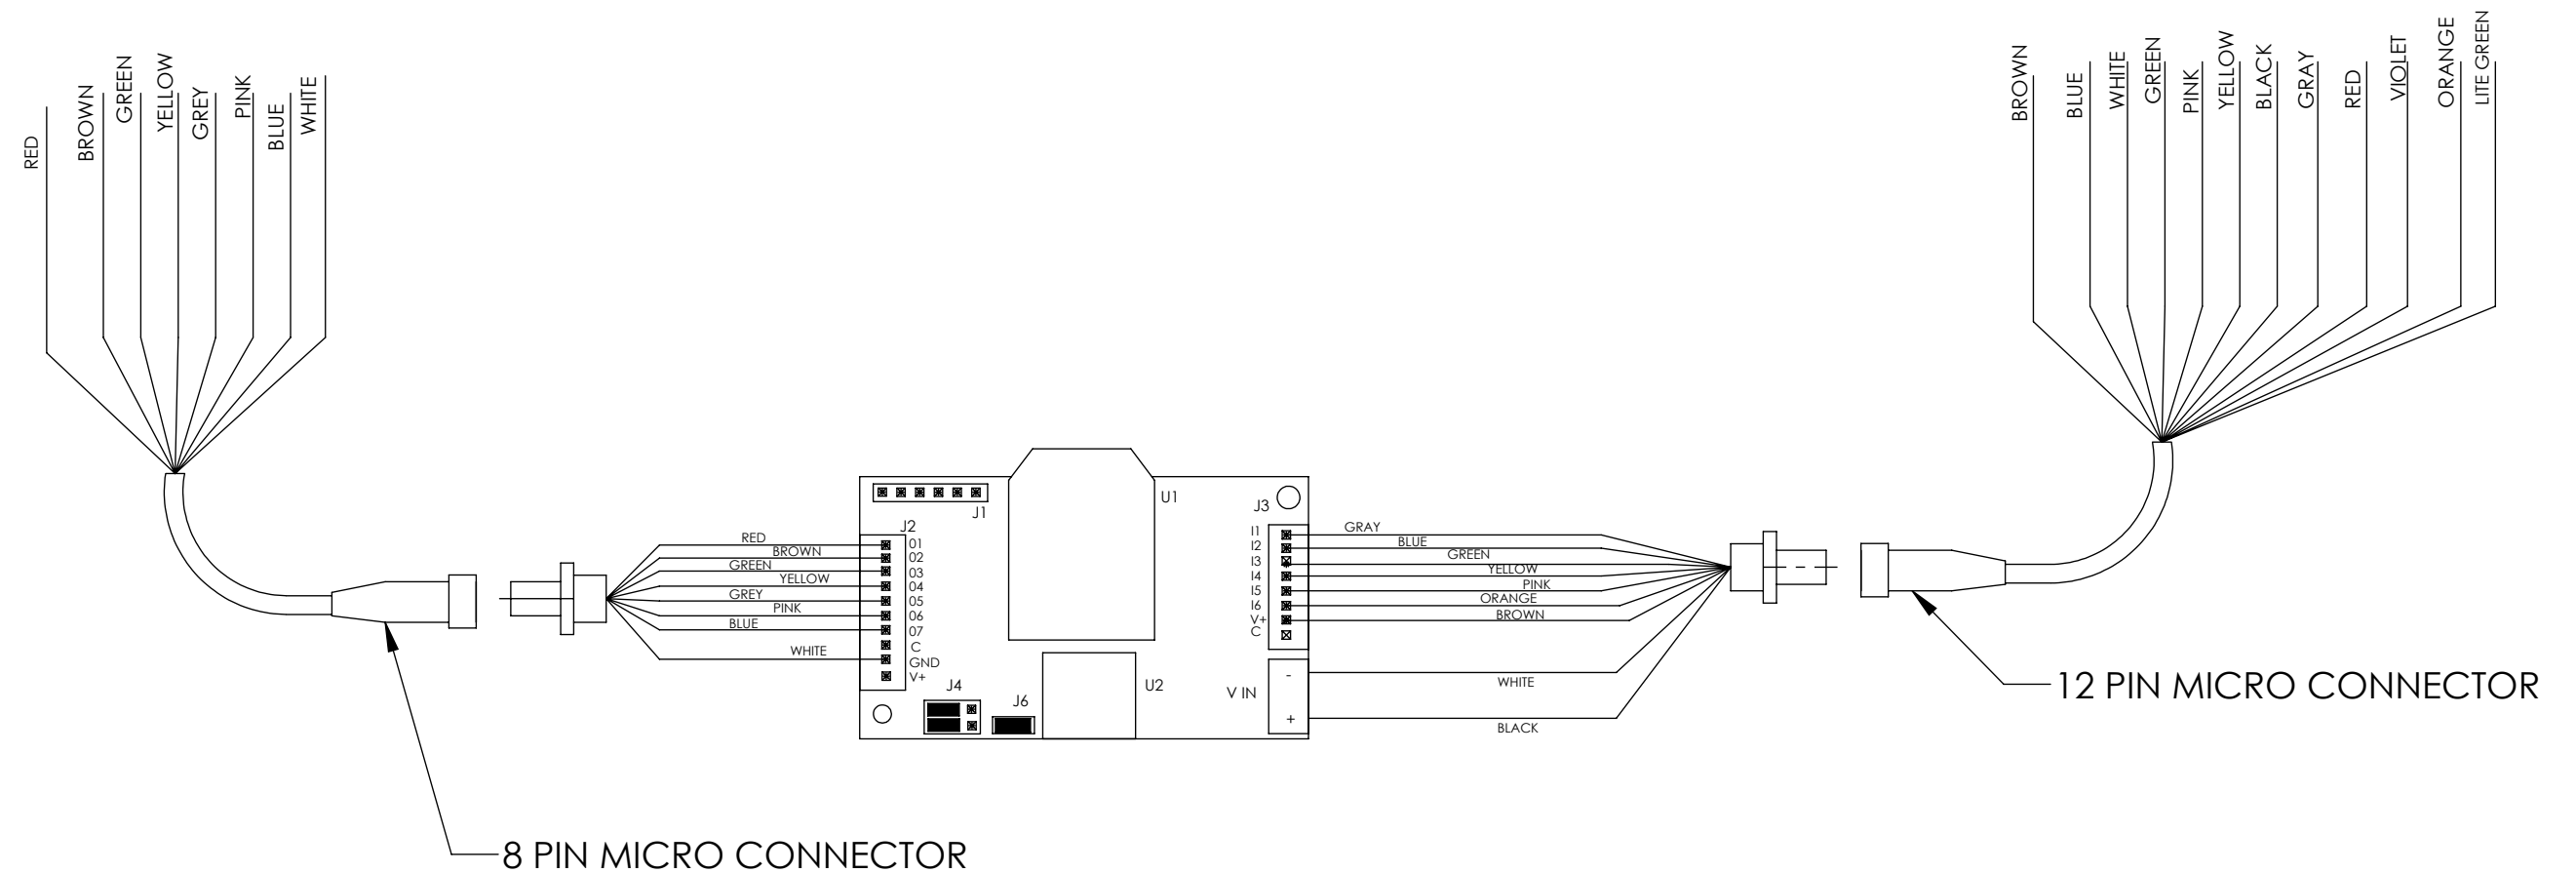 RED
BROWN
GREEN
YELLOW
GREY
PINK
BLUE
WHITE
BROWN
BLUE
WHITE
GREEN
PINK
YELLOW
BLACK
GRAY
RED
VIOLET
ORANGE
LITE GREEN
8 PIN MICRO CONNECTOR
RED
BROWN
GREEN
YELLOW
GREY
PINK
BLUE
WHITE
J1
J2
01
02
03
04
05
06
07
C
GND
V+
J4
J6
U1
U2
J3
I1
I2
I3
I4
I5
I6
V+
C
V IN
-
+
GRAY
BLUE
GREEN
YELLOW
PINK
ORANGE
BROWN
WHITE
BLACK
12 PIN MICRO CONNECTOR